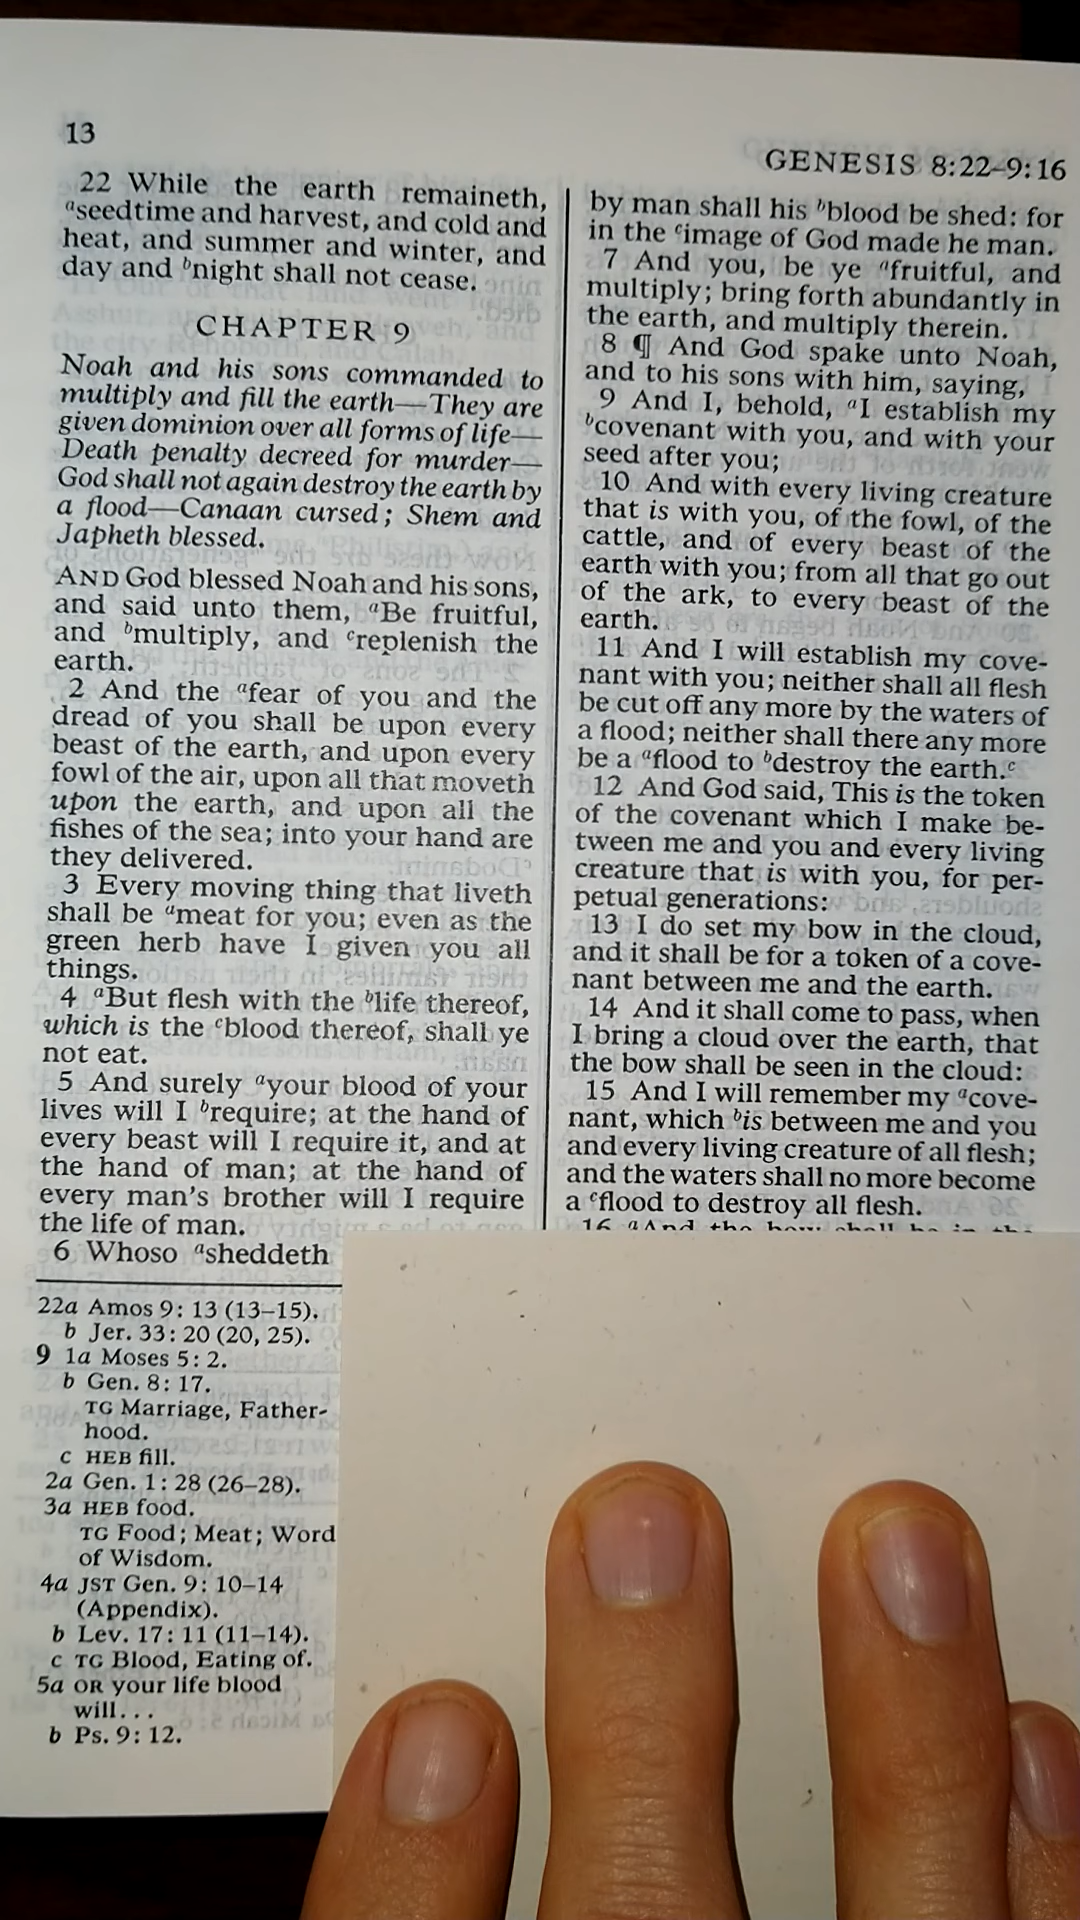 13
GENESIS 8:22–9:16
22 While the earth remaineth,
aseedtime and harvest, and cold and
heat, and summer and winter, and
day and bnight shall not cease.
CHAPTER 9
Noah and his sons commanded to
multiply and fill the earth—They are
given dominion over all forms of life—
Death penalty decreed for murder—
God shall not again destroy the earth by
a flood—Canaan cursed; Shem and
Japheth blessed.
AND God blessed Noah and his sons,
and said unto them, aBe fruitful,
and bmultiply, and creplenish the
earth.
2 And the afear of you and the
dread of you shall be upon every
beast of the earth, and upon every
fowl of the air, upon all that moveth
upon the earth, and upon all the
fishes of the sea; into your hand are
they delivered.
3 Every moving thing that liveth
shall be ameat for you; even as the
green herb have I given you all
things.
4 aBut flesh with the blife thereof,
which is the cblood thereof, shall ye
not eat.
5 And surely ayour blood of your
lives will I brequire; at the hand of
every beast will I require it, and at
the hand of man; at the hand of
every man's brother will I require
the life of man.
6 Whoso asheddeth
22a Amos 9: 13 (13–15).
b Jer. 33: 20 (20, 25).
9 1a Moses 5: 2.
b Gen. 8: 17.
TG Marriage, Father-
hood.
c HEB fill.
2a Gen. 1: 28 (26–28).
3a HEB food.
TG Food; Meat; Word
of Wisdom.
4a JST Gen. 9: 10–14
(Appendix).
b Lev. 17: 11 (11–14).
c TG Blood, Eating of.
5a OR your life blood
will...
b Ps. 9: 12.
by man shall his bblood be shed: for
in the cimage of God made he man.
7 And you, be ye afruitful, and
multiply; bring forth abundantly in
the earth, and multiply therein.
8 ¶ And God spake unto Noah,
and to his sons with him, saying,
9 And I, behold, aI establish my
bcovenant with you, and with your
seed after you;
10 And with every living creature
that is with you, of the fowl, of the
cattle, and of every beast of the
earth with you; from all that go out
of the ark, to every beast of the
earth.
11 And I will establish my cove-
nant with you; neither shall all flesh
be cut off any more by the waters of
a flood; neither shall there any more
be a aflood to bdestroy the earth.c
12 And God said, This is the token
of the covenant which I make be-
tween me and you and every living
creature that is with you, for per-
petual generations:
13 I do set my bow in the cloud,
and it shall be for a token of a cove-
nant between me and the earth.
14 And it shall come to pass, when
I bring a cloud over the earth, that
the bow shall be seen in the cloud:
15 And I will remember my acove-
nant, which bis between me and you
and every living creature of all flesh;
and the waters shall no more become
a cflood to destroy all flesh.
16 aAnd the bow shall be in the